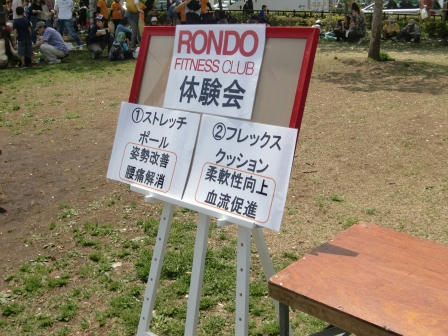 RONDO
FITNESS CLUB
体験会
①ストレッチ
ポール
姿勢改善
腰痛解消
②フレックス
クッション
柔軟性向上
血流促進